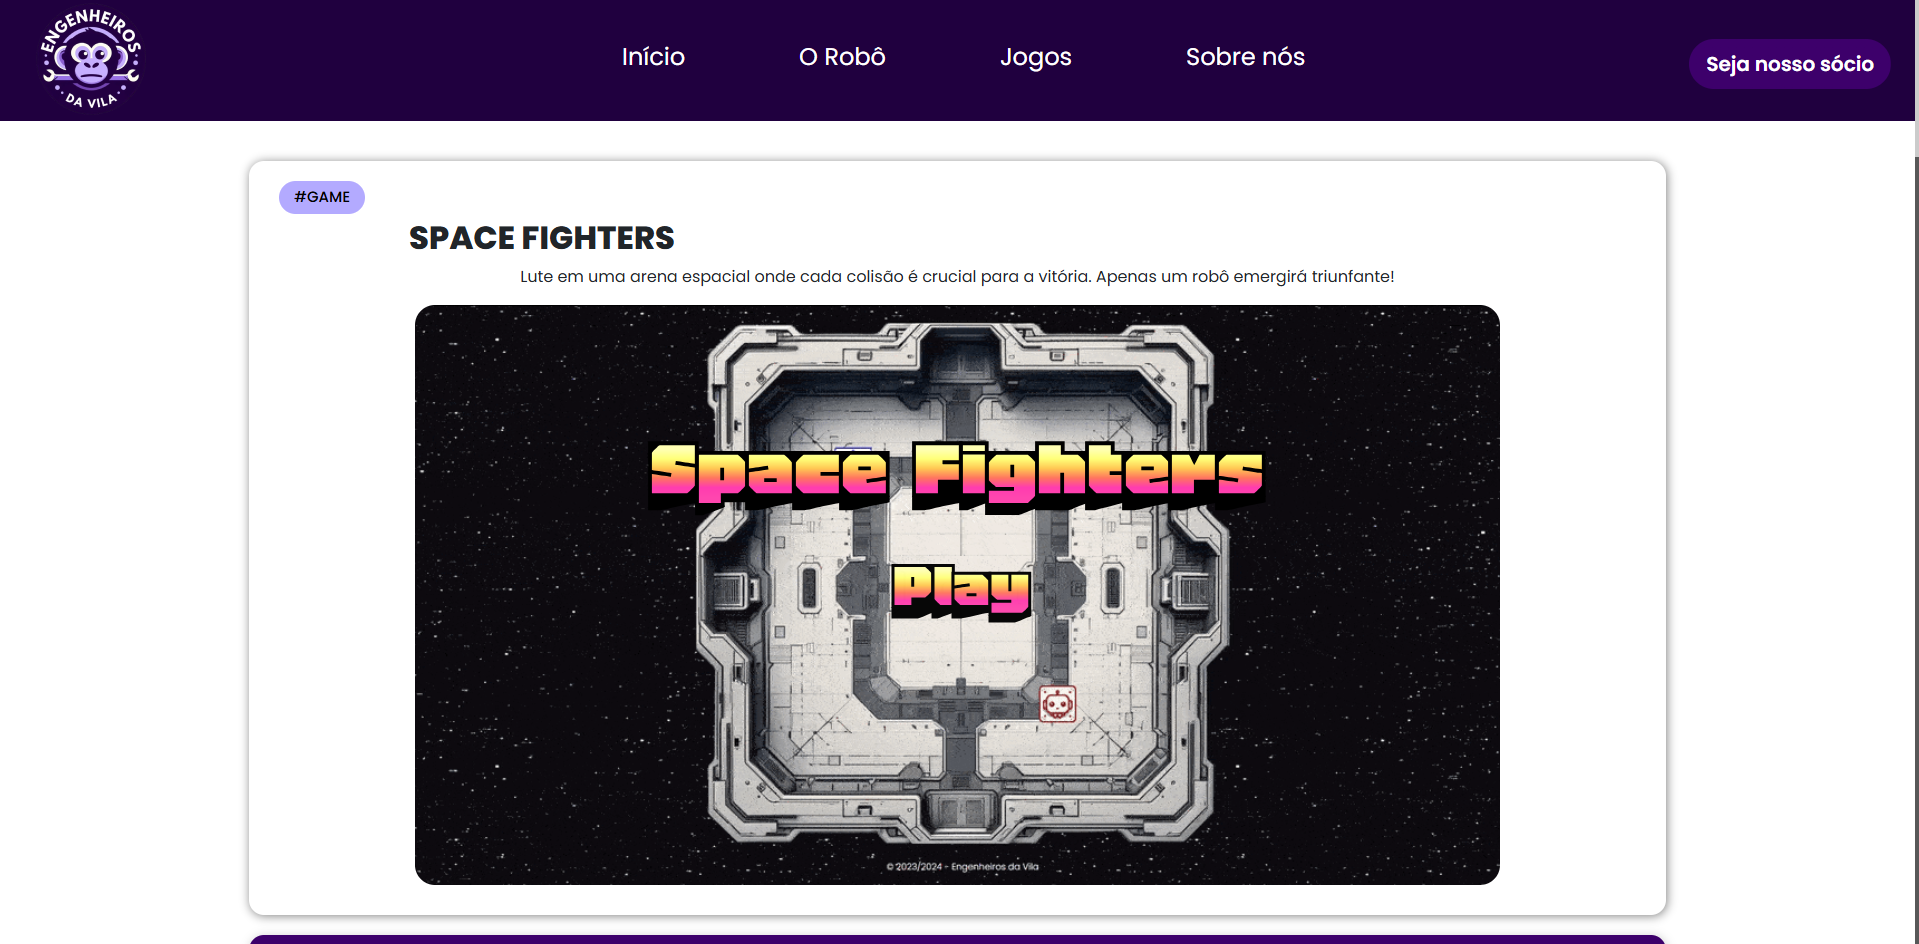 ENGENHEIROS
DA VILA
Início
O Robô
Jogos
Sobre nós
Seja nosso sócio
#GAME
SPACE FIGHTERS
Lute em uma arena espacial onde cada colisão é crucial para a vitória. Apenas um robô emergirá triunfante!
Space Fighters
Play
© 2023/2024 - Engenheiros da Vila